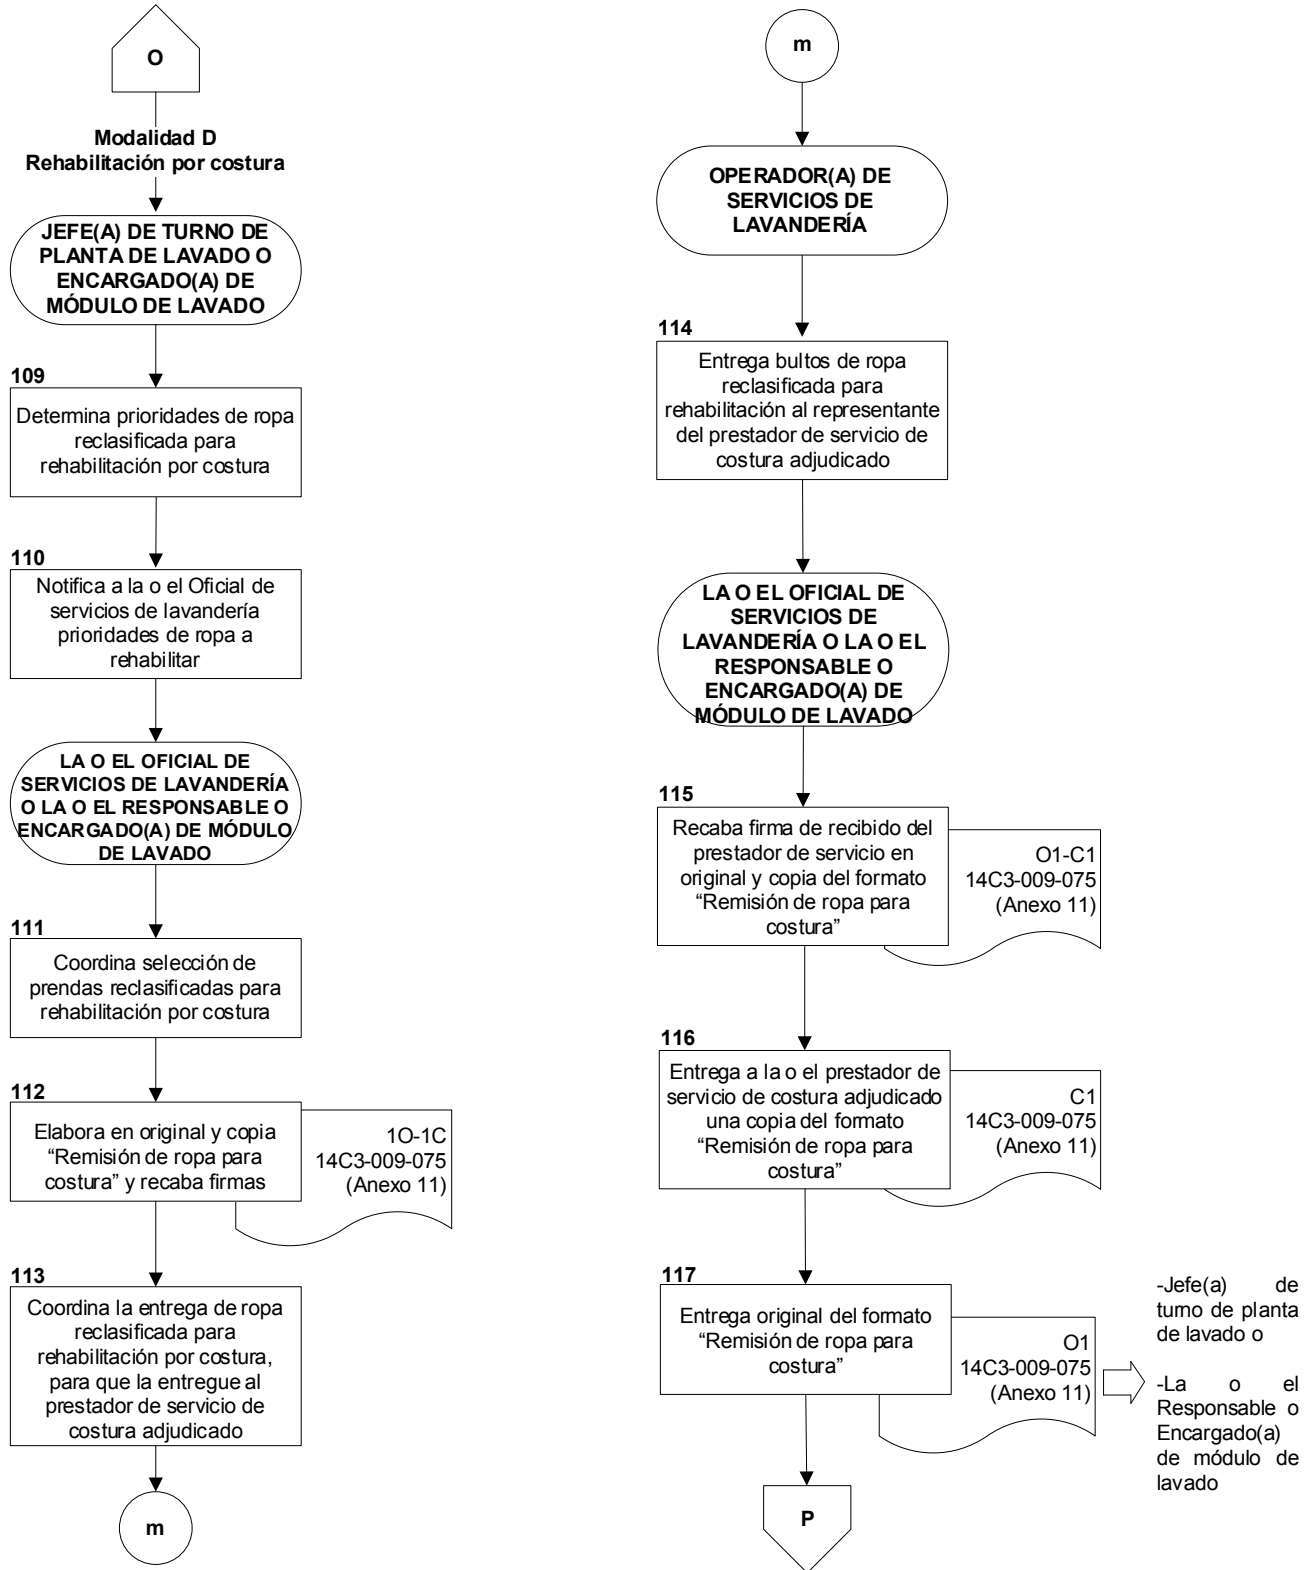 O
Modalidad D
Rehabilitación por costura
JEFE(A) DE TURNO DE
PLANTA DE LAVADO O
ENCARGADO(A) DE
MÓDULO DE LAVADO
109
Determina prioridades de ropa
reclasificada para
rehabilitación por costura
110
Notifica a la o el Oficial de
servicios de lavandería
prioridades de ropa a
rehabilitar
LA O EL OFICIAL DE
SERVICIOS DE LAVANDERÍA
O LA O EL RESPONSABLE O
ENCARGADO(A) DE MÓDULO
DE LAVADO
111
Coordina selección de
prendas reclasificadas para
rehabilitación por costura
112
Elabora en original y copia
“Remisión de ropa para
costura” y recaba firmas
1O-1C
14C3-009-075
(Anexo 11)
113
Coordina la entrega de ropa
reclasificada para
rehabilitación por costura,
para que la entregue al
prestador de servicio de
costura adjudicado
m
m
OPERADOR(A) DE
SERVICIOS DE
LAVANDERÍA
114
Entrega bultos de ropa
reclasificada para
rehabilitación al representante
del prestador de servicio de
costura adjudicado
LA O EL OFICIAL DE
SERVICIOS DE
LAVANDERÍA O LA O EL
RESPONSABLE O
ENCARGADO(A) DE
MÓDULO DE LAVADO
115
Recaba firma de recibido del
prestador de servicio en
original y copia del formato
“Remisión de ropa para
costura”
O1-C1
14C3-009-075
(Anexo 11)
116
Entrega a la o el prestador de
servicio de costura adjudicado
una copia del formato
“Remisión de ropa para
costura”
C1
14C3-009-075
(Anexo 11)
117
Entrega original del formato
“Remisión de ropa para
costura”
O1
14C3-009-075
(Anexo 11)
-Jefe(a) de
turno de planta
de lavado o
-La o el
Responsable o
Encargado(a)
de módulo de
lavado
P